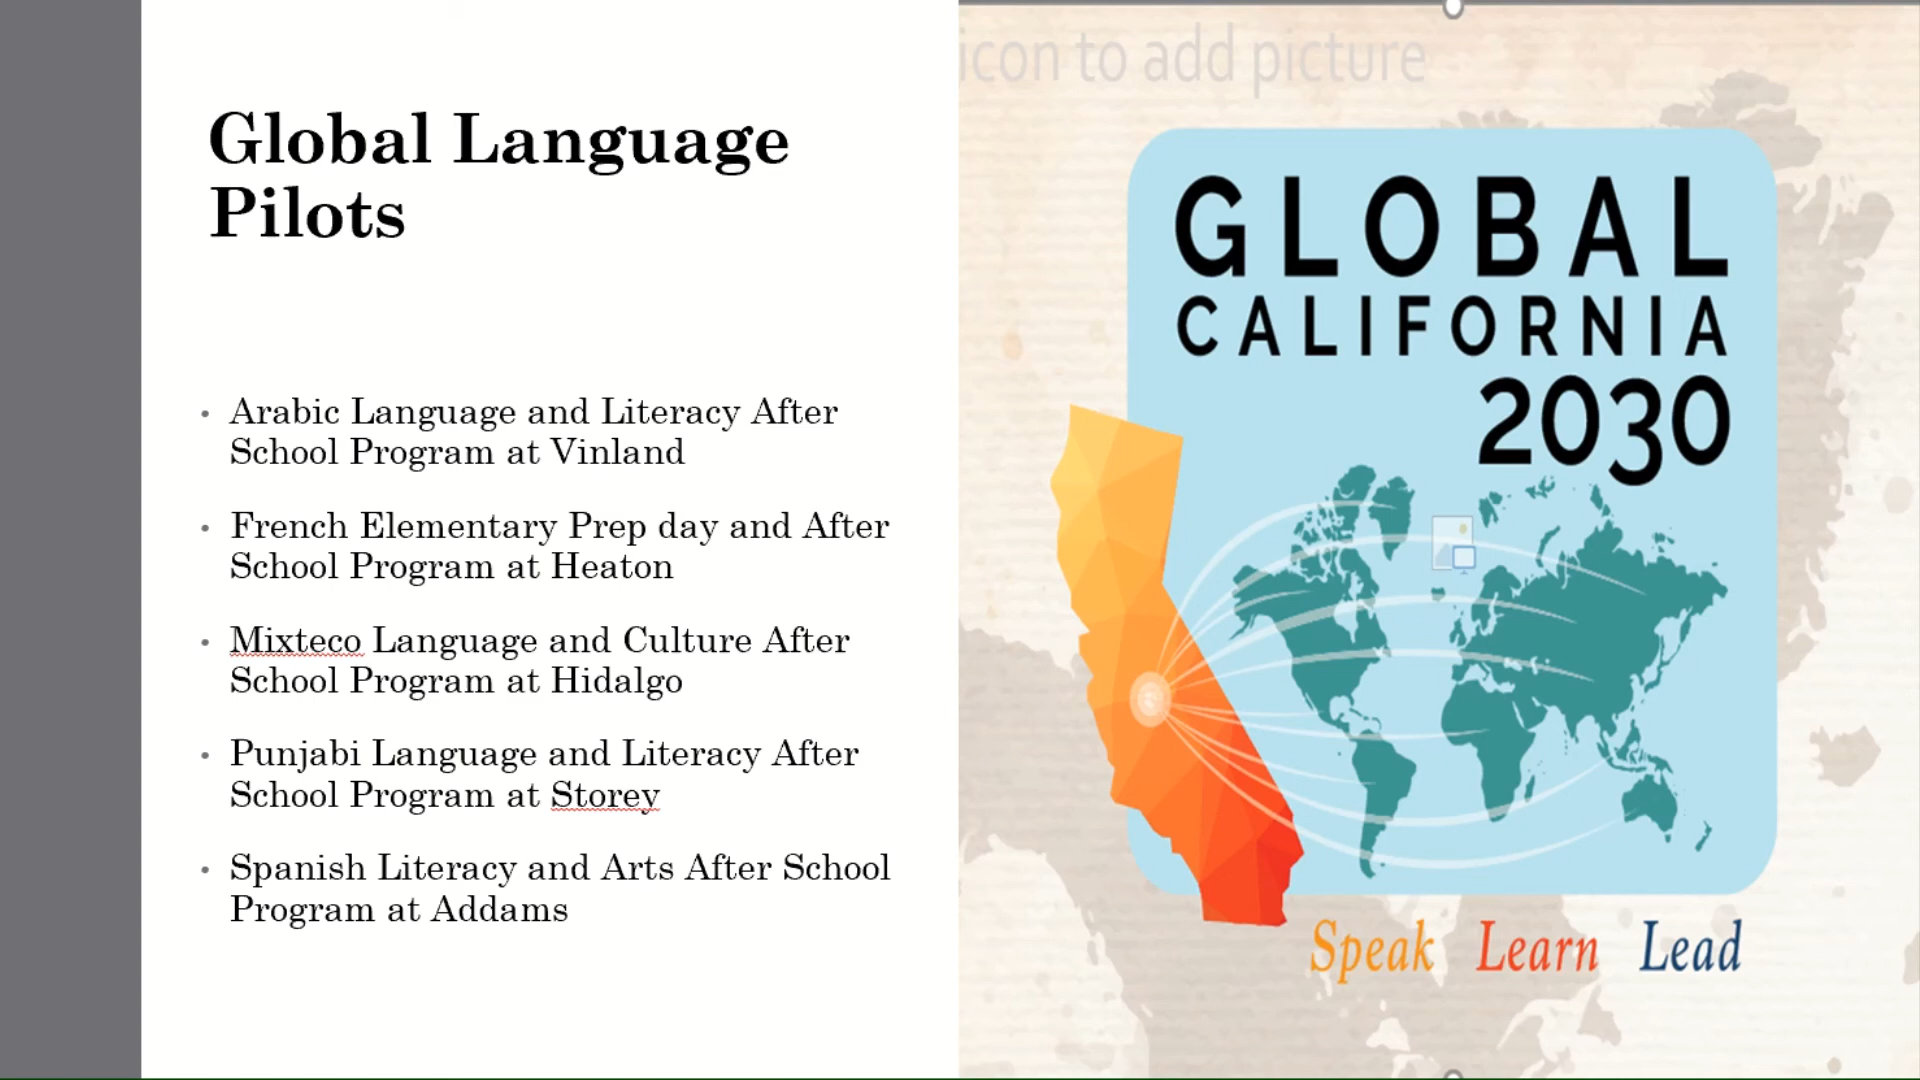 Global Language
Pilots
Arabic Language and Literacy After
School Program at Vinland
French Elementary Prep day and After
School Program at Heaton
Mixteco Language and Culture After
School Program at Hidalgo
Punjabi Language and Literacy After
School Program at Storey
Spanish Literacy and Arts After School
Program at Addams
icon to add picture
GLOBAL
CALIFORNIA
2030
Speak Learn Lead